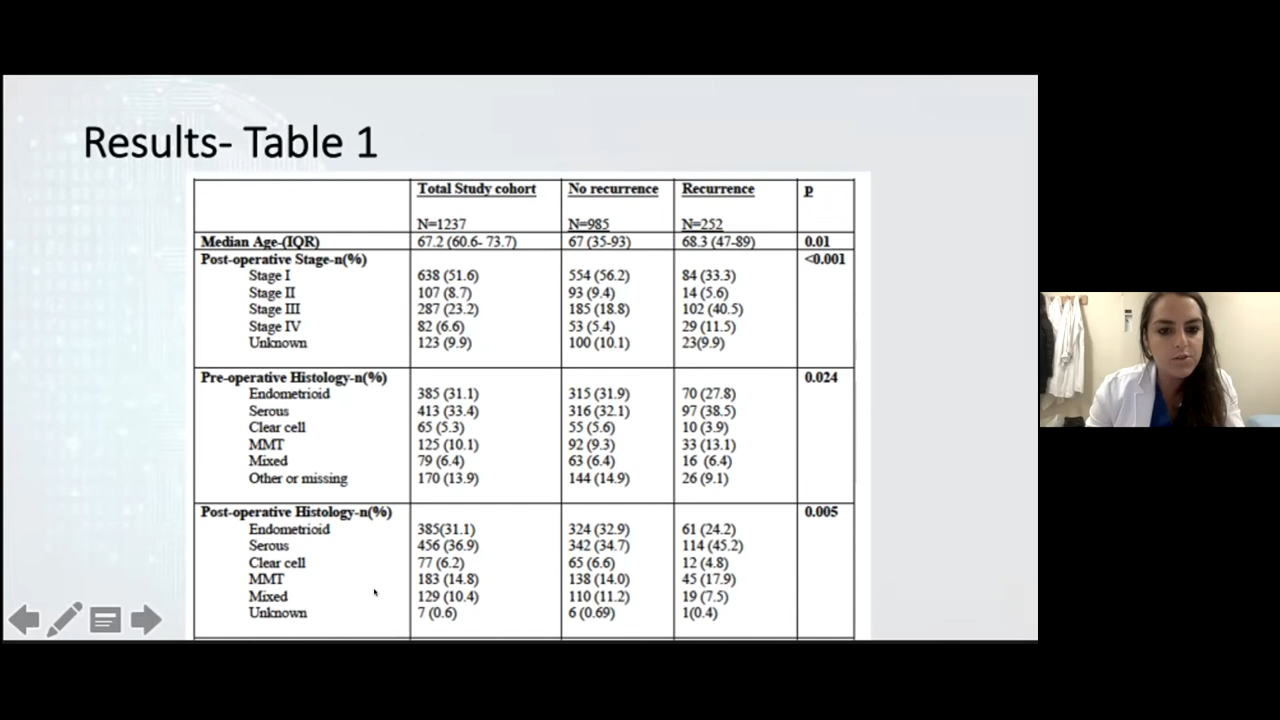 Results- Table 1
Total Study cohort No recurrence Recurrence p
N=1237 N=985 N=252
Median Age-(IQR) 67.2 (60.6- 73.7) 67 (35-93) 68.3 (47-89) 0.01
Post-operative Stage-n(%) <0.001
Stage I 638 (51.6) 554 (56.2) 84 (33.3)
Stage II 107 (8.7) 93 (9.4) 14 (5.6)
Stage III 287 (23.2) 185 (18.8) 102 (40.5)
Stage IV 82 (6.6) 53 (5.4) 29 (11.5)
Unknown 123 (9.9) 100 (10.1) 23(9.9)
Pre-operative Histology-n(%) 0.024
Endometrioid 385 (31.1) 315 (31.9) 70 (27.8)
Serous 413 (33.4) 316 (32.1) 97 (38.5)
Clear cell 65 (5.3) 55 (5.6) 10 (3.9)
MMT 125 (10.1) 92 (9.3) 33 (13.1)
Mixed 79 (6.4) 63 (6.4) 16 (6.4)
Other or missing 170 (13.9) 144 (14.9) 26 (9.1)
Post-operative Histology-n(%) 0.005
Endometrioid 385(31.1) 324 (32.9) 61 (24.2)
Serous 456 (36.9) 342 (34.7) 114 (45.2)
Clear cell 77 (6.2) 65 (6.6) 12 (4.8)
MMT 183 (14.8) 138 (14.0) 45 (17.9)
Mixed 129 (10.4) 110 (11.2) 19 (7.5)
Unknown 7 (0.6) 6 (0.69) 1(0.4)